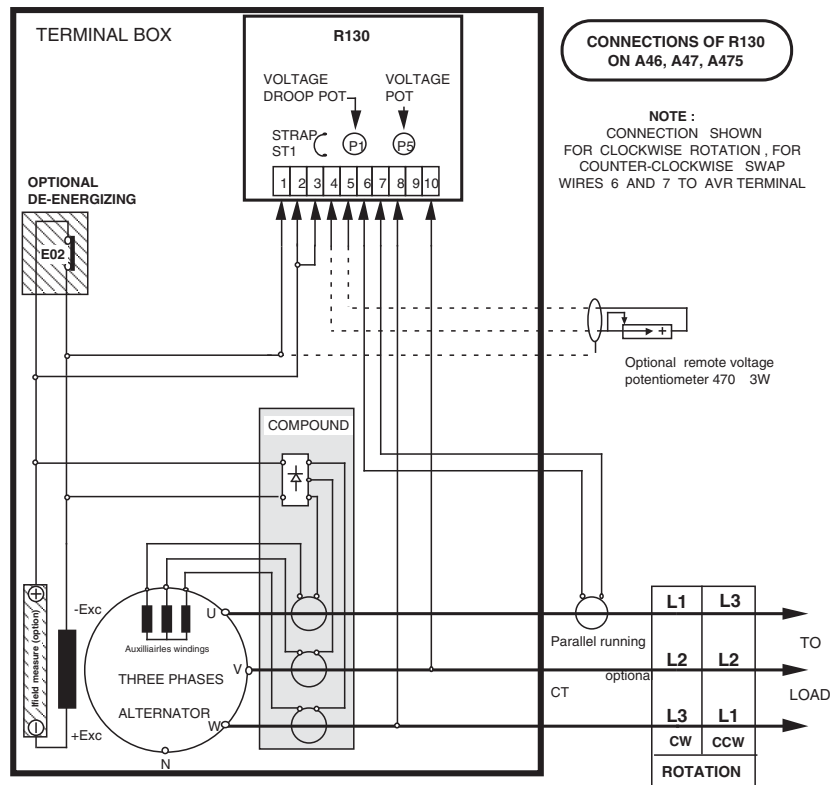 TERMINAL BOX
R130
CONNECTIONS OF R130
ON A46, A47, A475
VOLTAGE
DROOP POT
VOLTAGE
POT
STRAP
ST1
P1
P5
NOTE :
CONNECTION SHOWN
FOR CLOCKWISE ROTATION , FOR
COUNTER-CLOCKWISE SWAP
WIRES 6 AND 7 TO AVR TERMINAL
1 2 3 4 5 6 7 8 9 10
OPTIONAL
DE-ENERGIZING
E02
+
Optional remote voltage
potentiometer 470 3W
COMPOUND
Ifield measure (option)
+
-
-Exc
+Exc
Auxilliairles windings
THREE PHASES
ALTERNATOR
U
V
W
N
Parallel running
optional
CT
L1 L3
L2 L2
L3 L1
CW CCW
ROTATION
TO
LOAD